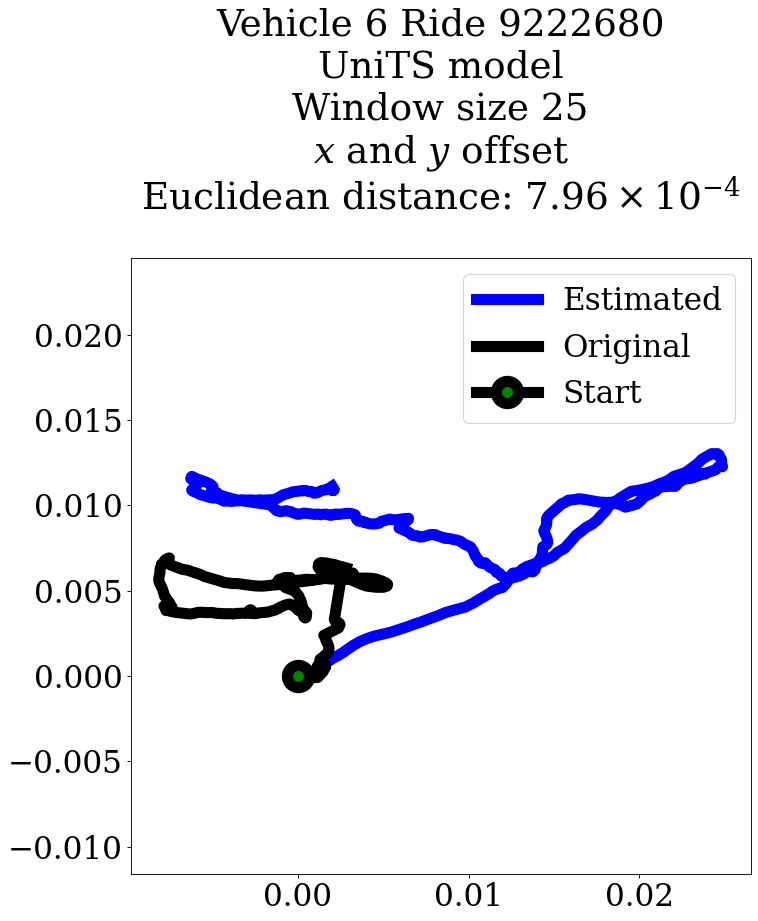 Vehicle 6 Ride 9222680
UniTS model
Window size 25
x and y offset
Euclidean distance: 7.96 × 10⁻⁴
Estimated
Original
Start
0.020
0.015
0.010
0.005
0.000
−0.005
−0.010
0.00 0.01 0.02